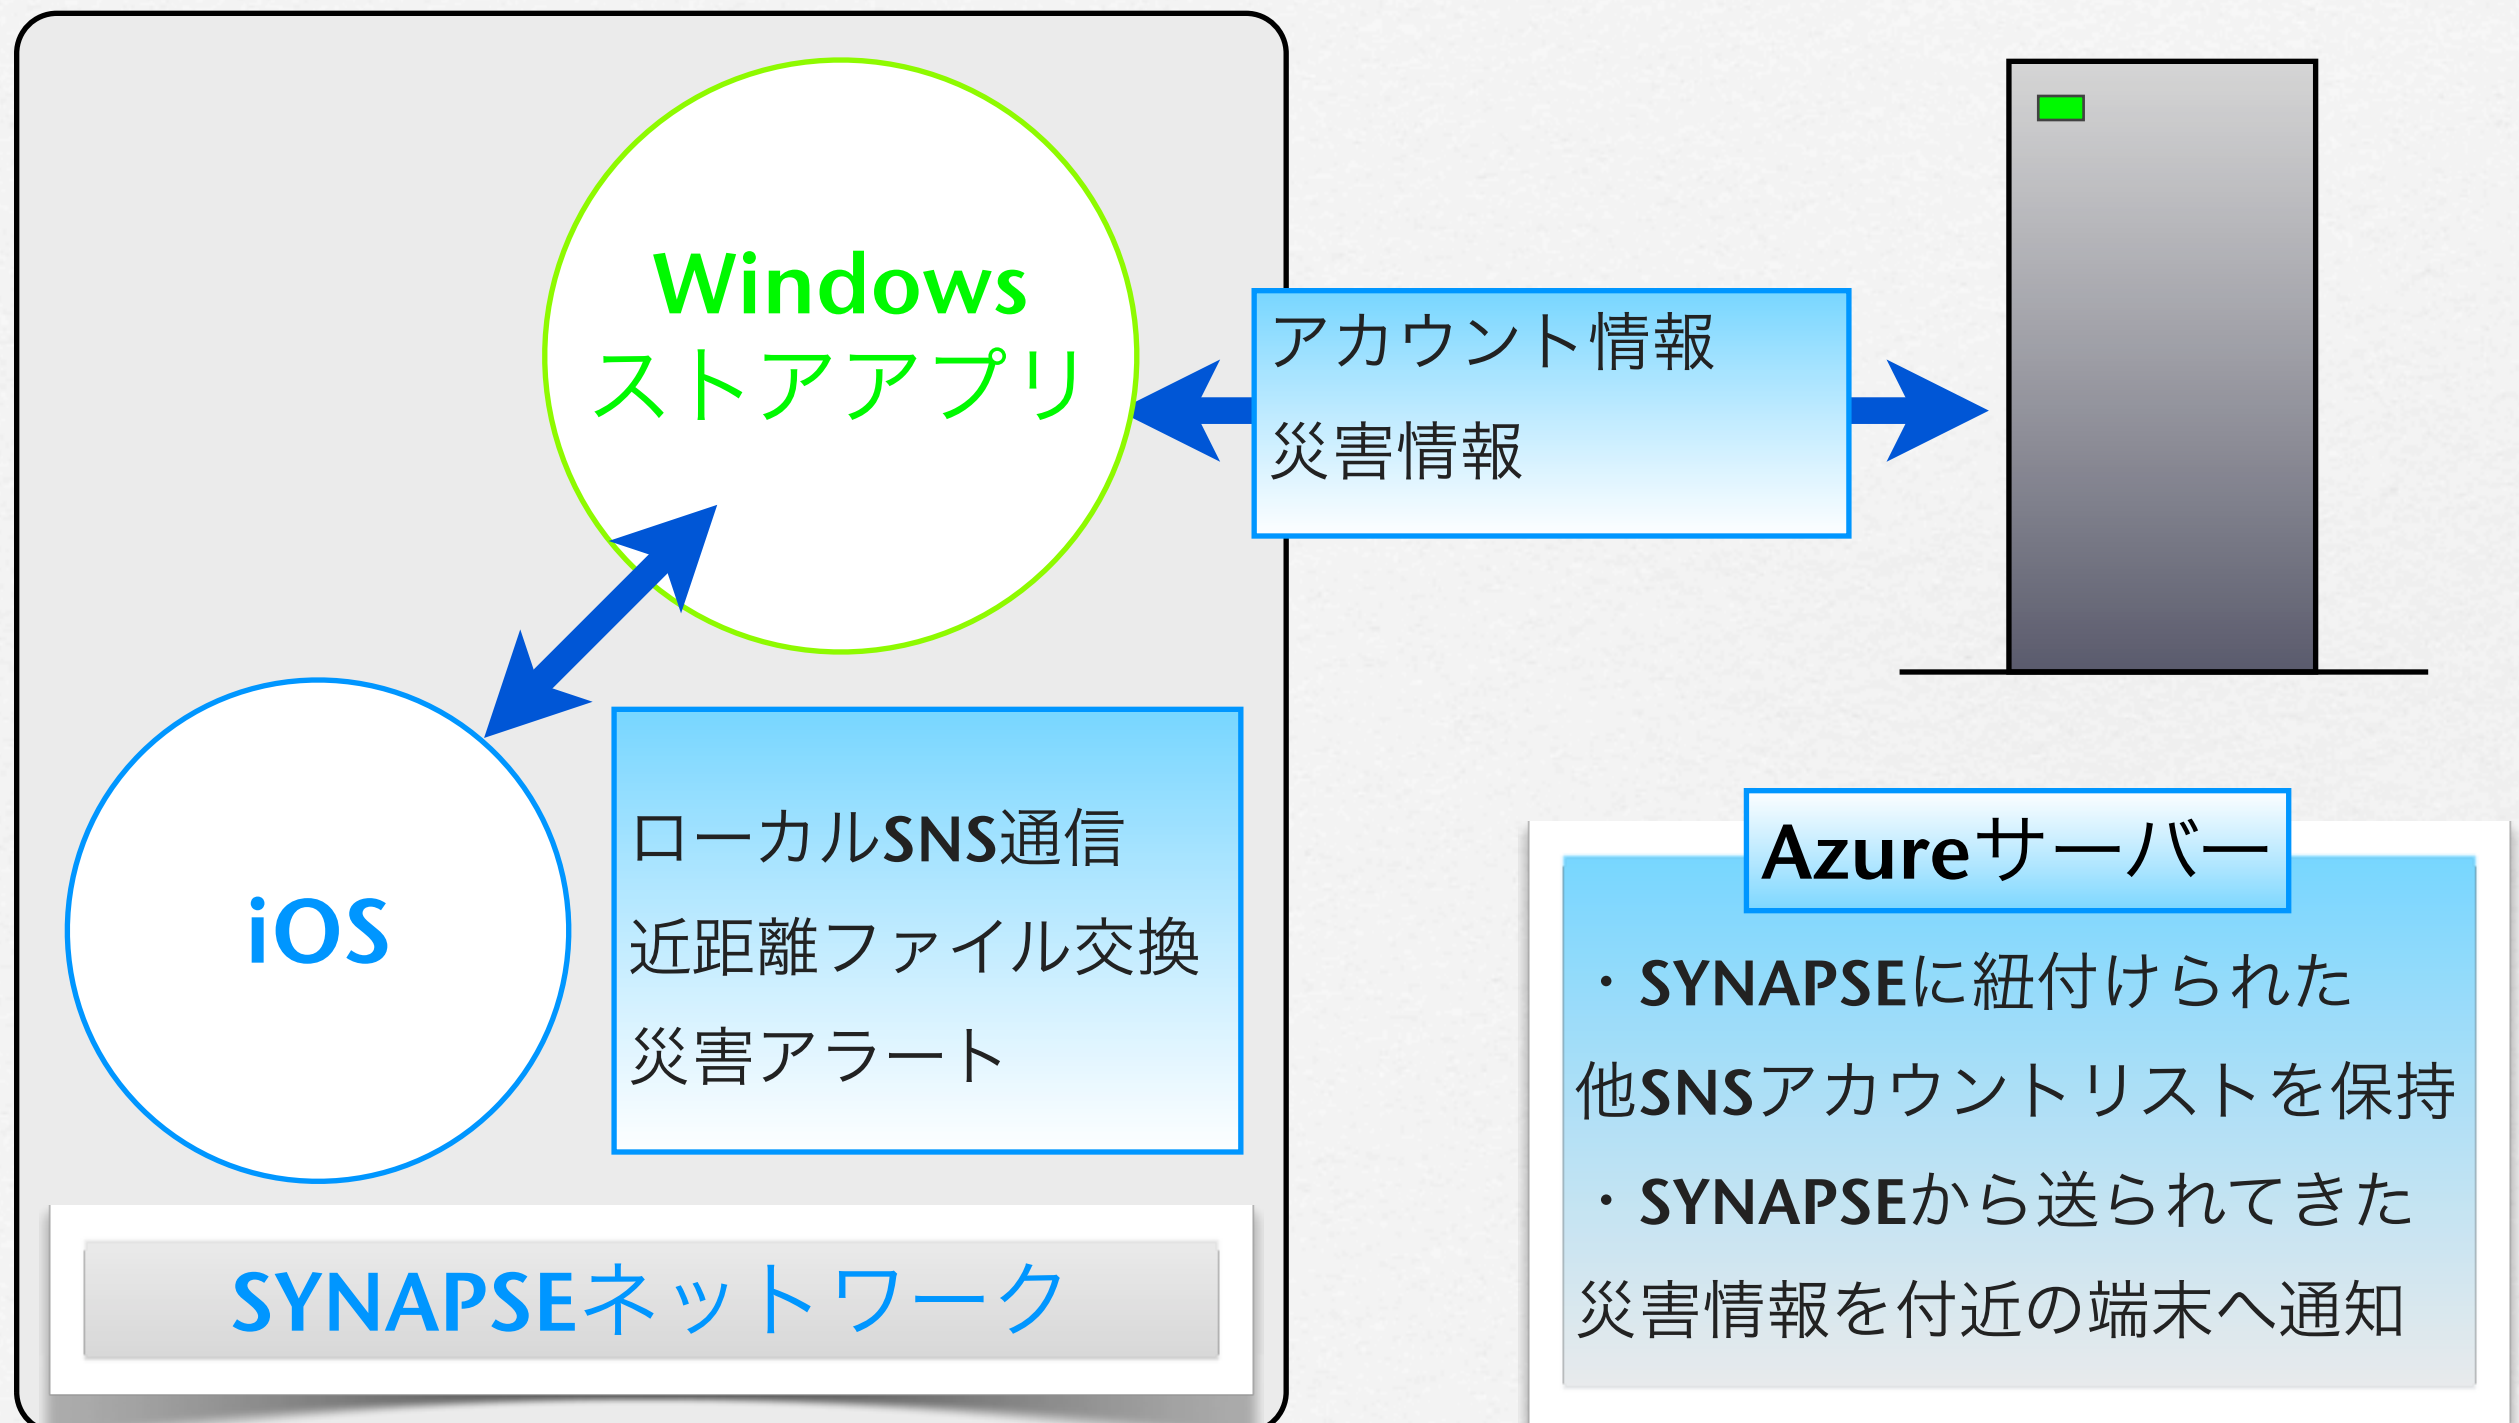 Windows
ストアアプリ
アカウント情報
災害情報
iOS
ローカルSNS通信
近距離ファイル交換
災害アラート
SYNAPSEネットワーク
Azureサーバー
・SYNAPSEに紐付けられた
他SNSアカウントリストを保持
・SYNAPSEから送られてきた
災害情報を付近の端末へ通知